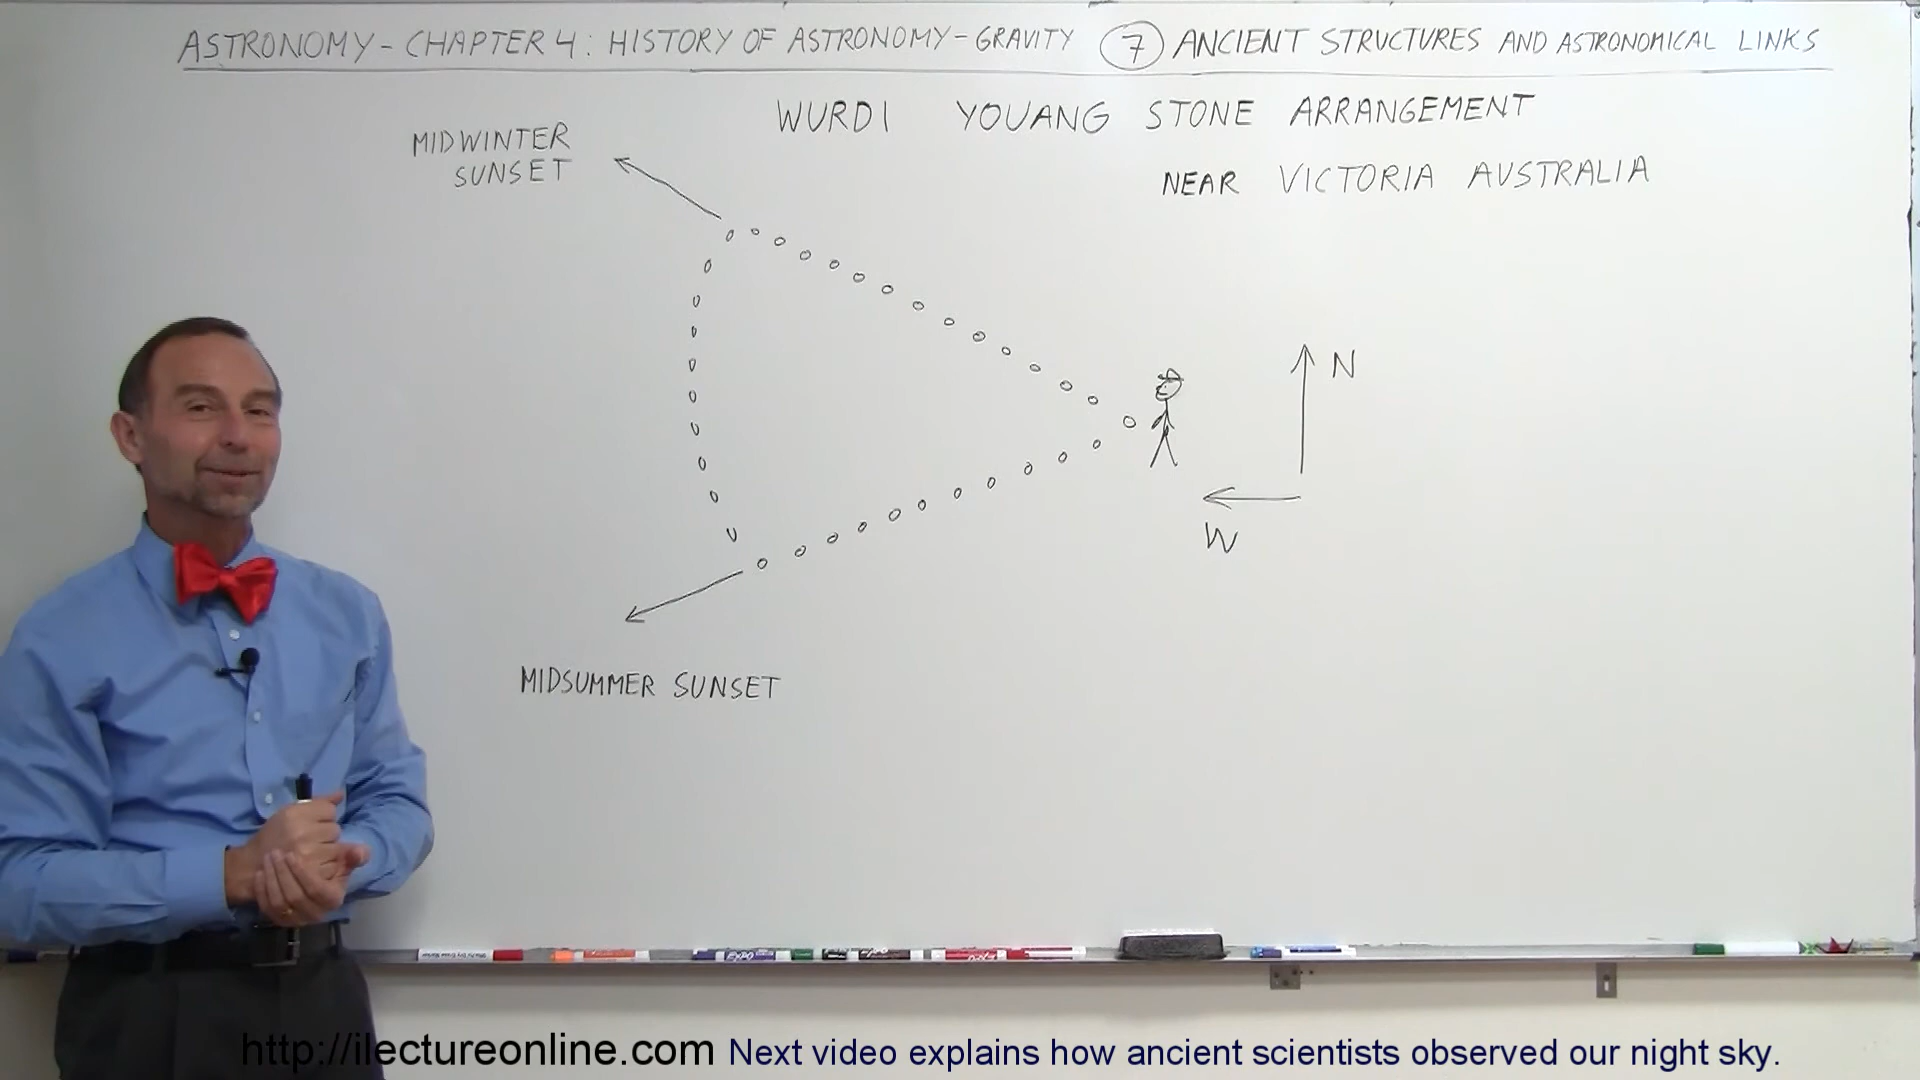 ASTRONOMY - CHAPTER 4: HISTORY OF ASTRONOMY - GRAVITY 7 ANCIENT STRUCTURES AND ASTRONOMICAL LINKS
WURDI YOUANG STONE ARRANGEMENT
NEAR VICTORIA AUSTRALIA
MIDWINTER
SUNSET
N
W
MIDSUMMER SUNSET
EXPO
http://ilectureonline.com Next video explains how ancient scientists observed our night sky.